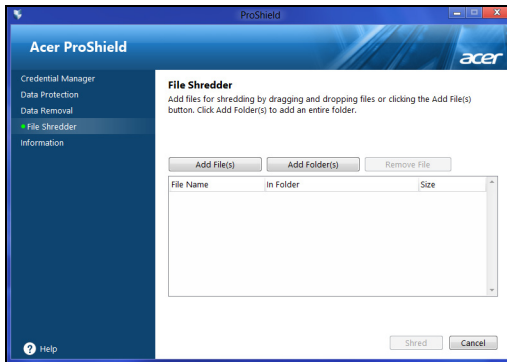 ProShield
Acer ProShield
acer
Credential Manager
Data Protection
Data Removal
File Shredder
Information
File Shredder
Add files for shredding by dragging and dropping files or clicking the Add File(s)
button. Click Add Folder(s) to add an entire folder.
Add File(s) Add Folder(s) Remove File
File Name In Folder Size
Shred Cancel
? Help